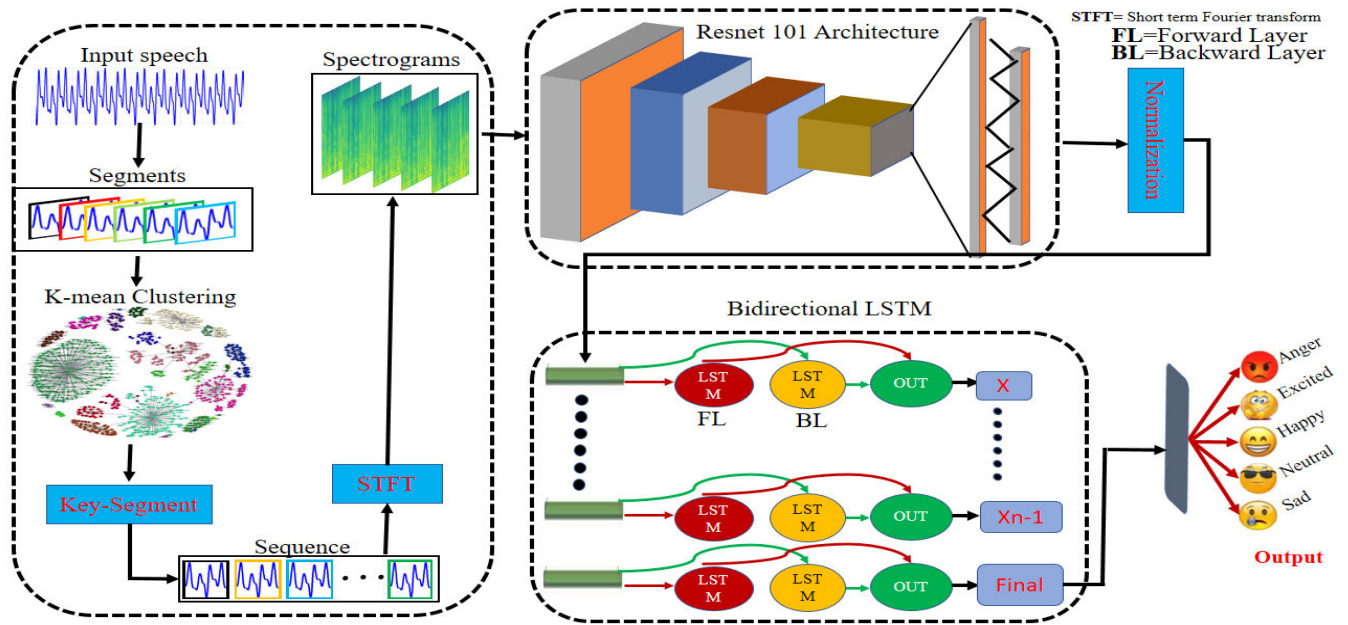 Input speech
Segments
K-mean Clustering
Key-Segment
Sequence
STFT
Spectrograms
Resnet 101 Architecture
STFT= Short term Fourier transform
FL=Forward Layer
BL=Backward Layer
Normalization
Bidirectional LSTM
LST
M
LST
M
OUT
X
FL
BL
LST
M
LST
M
OUT
Xn-1
LST
M
LST
M
OUT
Final
Anger
Excited
Happy
Neutral
Sad
Output